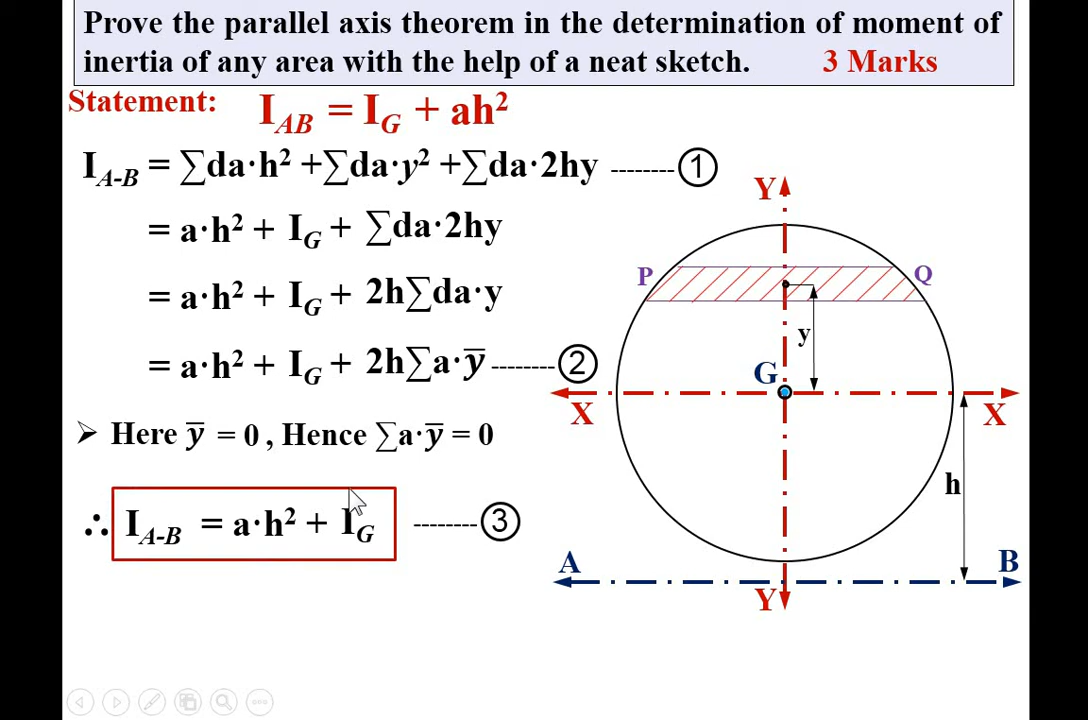 Prove the parallel axis theorem in the determination of moment of
inertia of any area with the help of a neat sketch. 3 Marks
Statement: I_AB = I_G + ah²
I_A-B = ∑da·h² +∑da·y² +∑da·2hy --------①
= a·h² + I_G + ∑da·2hy
= a·h² + I_G + 2h∑da·y
= a·h² + I_G + 2h∑a·y̅ --------②
➢ Here y̅ = 0 , Hence ∑a·y̅ = 0
∴ I_A-B = a·h² + I_G --------③
Y
P
Q
y
G
X
X
h
A
B
Y